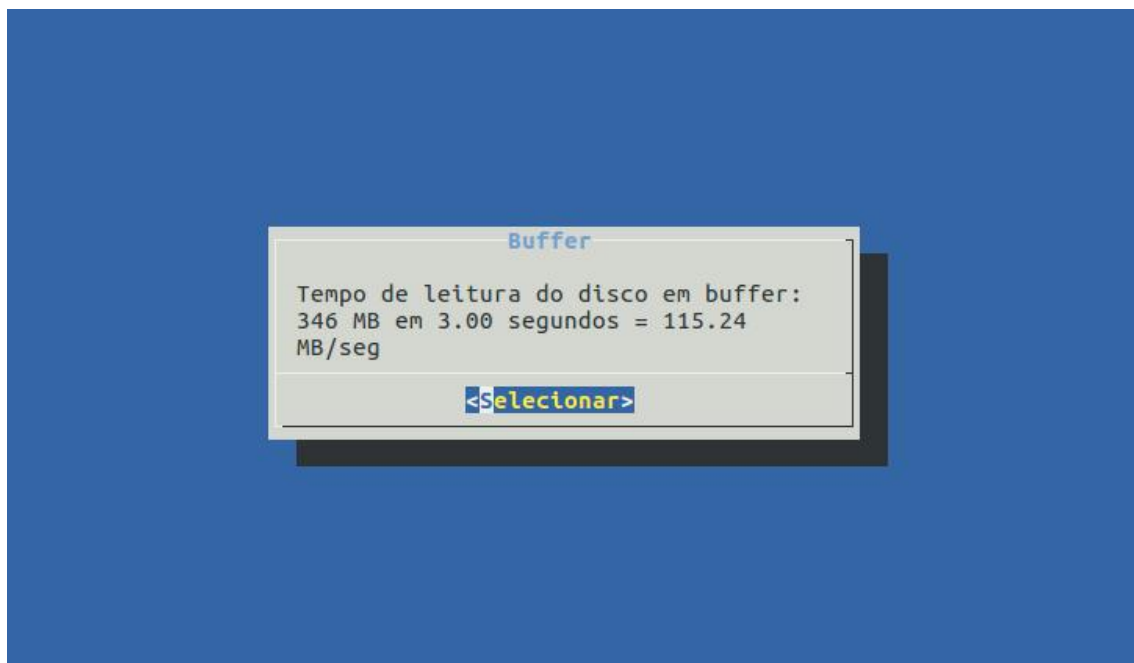 Buffer
Tempo de leitura do disco em buffer:
346 MB em 3.00 segundos = 115.24
MB/seg
<Selecionar>